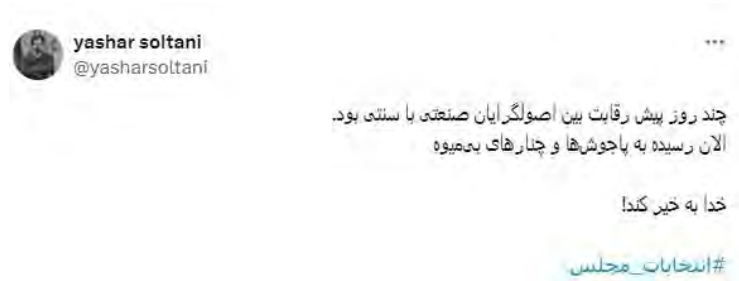 yashar soltani
@yasharsoltani
چند روز پیش رقابت بین اصولگرایان صنعتی با سنتی بود.
الان رسیده به پاجوش‌ها و چنارهای بی‌میوه
خدا به خیر کند!
#انتخابات_مجلس